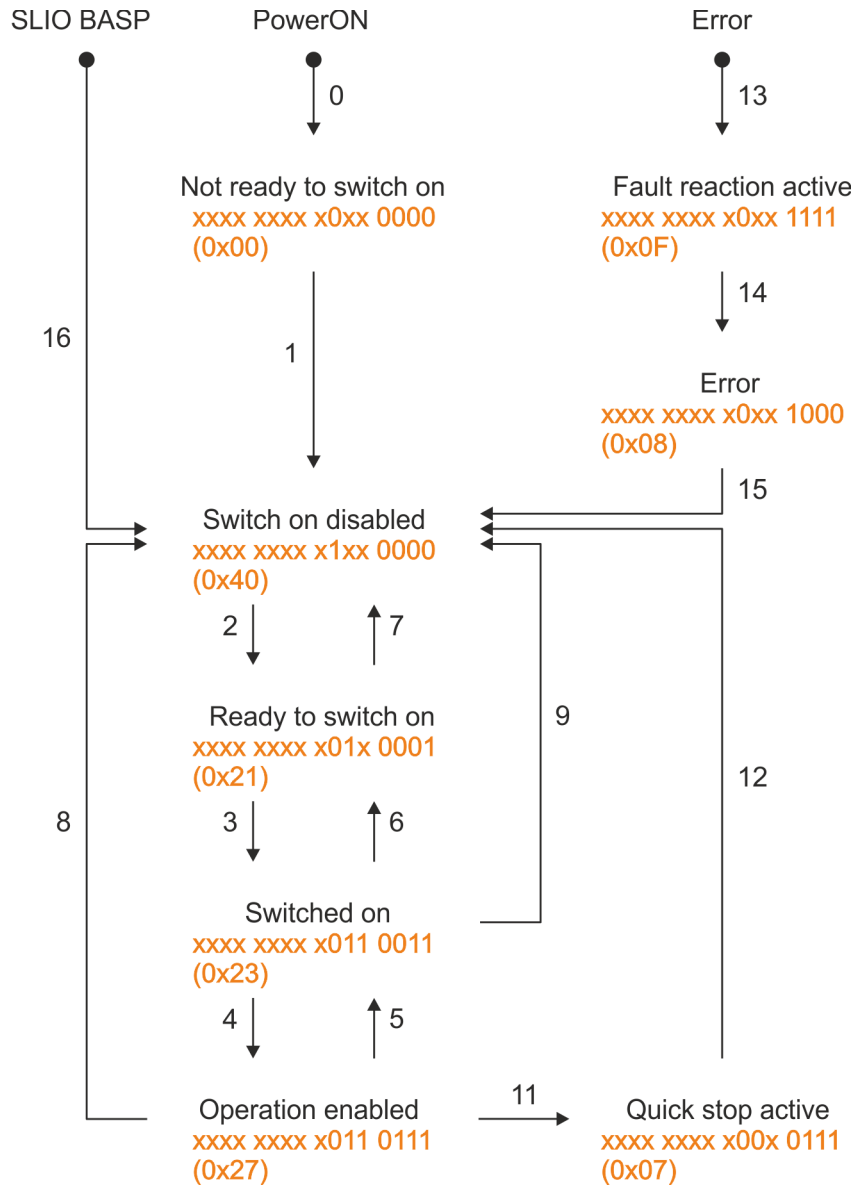 SLIO BASP
PowerON
Error
0
13
Not ready to switch on
xxxx xxxx x0xx 0000
(0x00)
Fault reaction active
xxxx xxxx x0xx 1111
(0x0F)
14
16
1
Error
xxxx xxxx x0xx 1000
(0x08)
15
Switch on disabled
xxxx xxxx x1xx 0000
(0x40)
2
7
Ready to switch on
xxxx xxxx x01x 0001
(0x21)
9
12
8
3
6
Switched on
xxxx xxxx x011 0011
(0x23)
4
5
11
Operation enabled
xxxx xxxx x011 0111
(0x27)
Quick stop active
xxxx xxxx x00x 0111
(0x07)